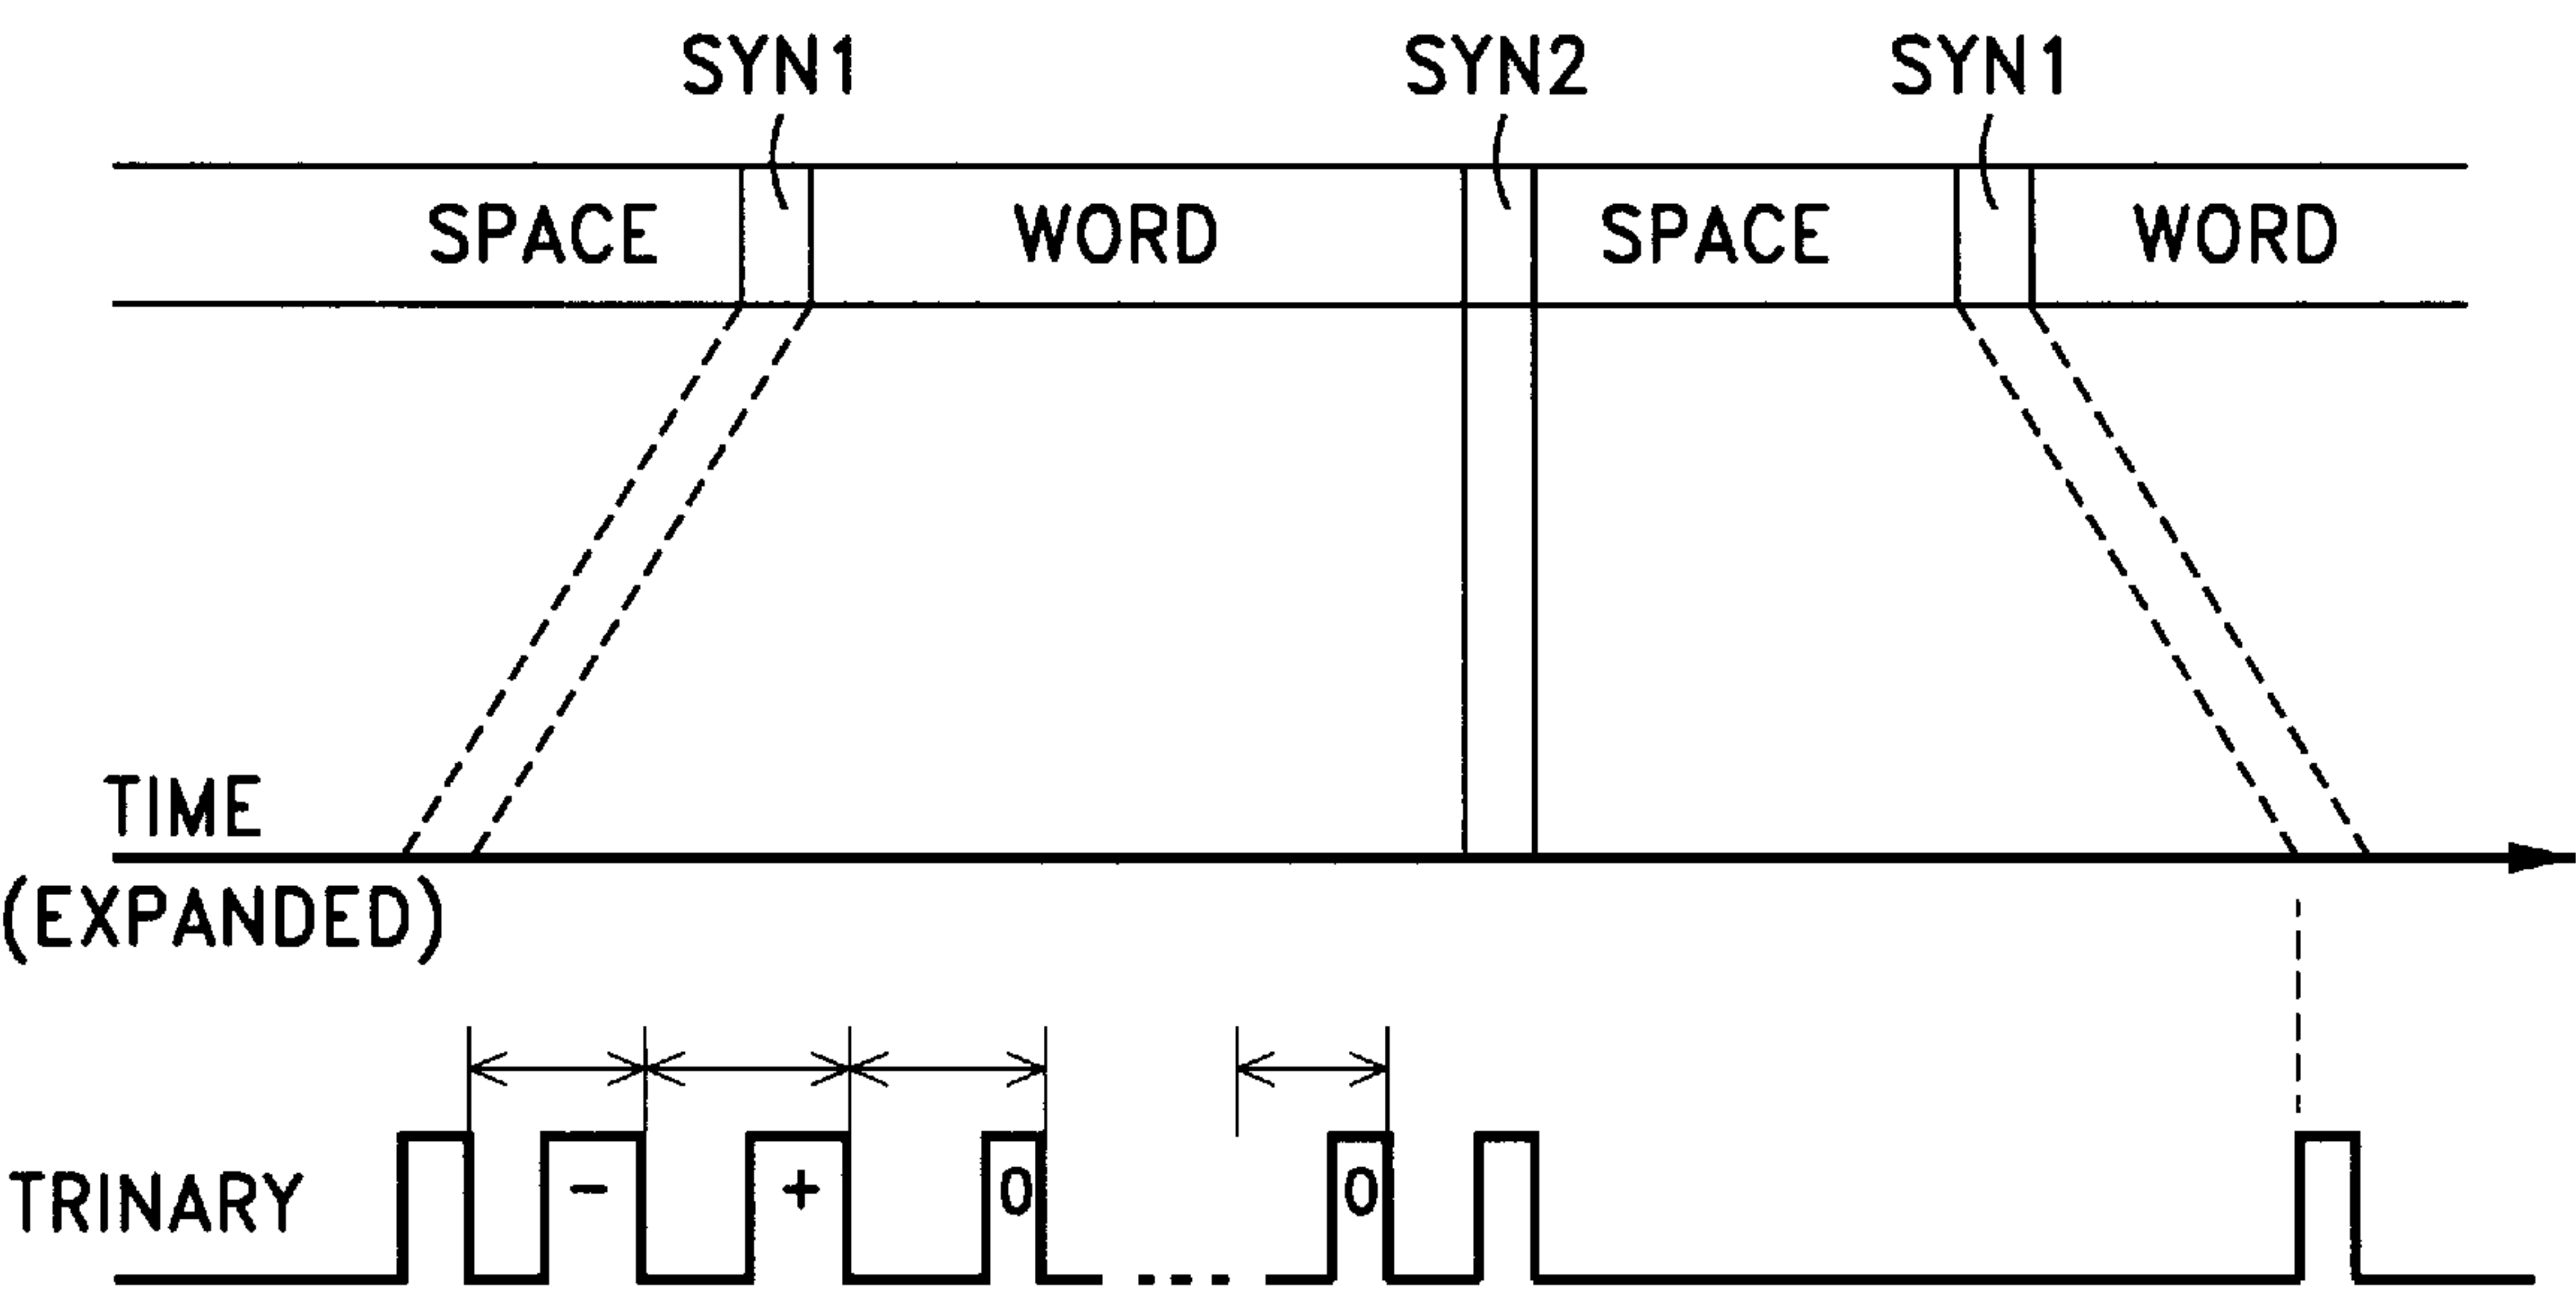 SYN1 SYN2 SYN1
SPACE WORD SPACE WORD
TIME
(EXPANDED)
TRINARY - + 0 0